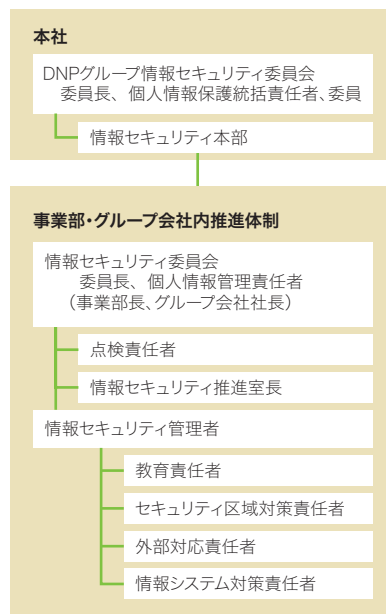 本社
DNPグループ情報セキュリティ委員会
委員長、個人情報保護統括責任者、委員
情報セキュリティ本部
事業部・グループ会社内推進体制
情報セキュリティ委員会
委員長、個人情報管理責任者
（事業部長、グループ会社社長）
点検責任者
情報セキュリティ推進室長
情報セキュリティ管理者
教育責任者
セキュリティ区域対策責任者
外部対応責任者
情報システム対策責任者